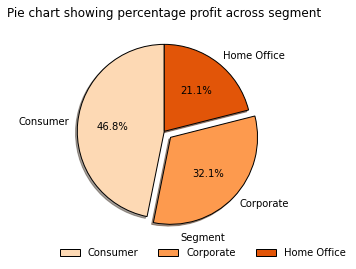 Pie chart showing percentage profit across segment
Home Office
21.1%
Consumer
46.8%
32.1%
Corporate
Segment
Consumer Corporate Home Office